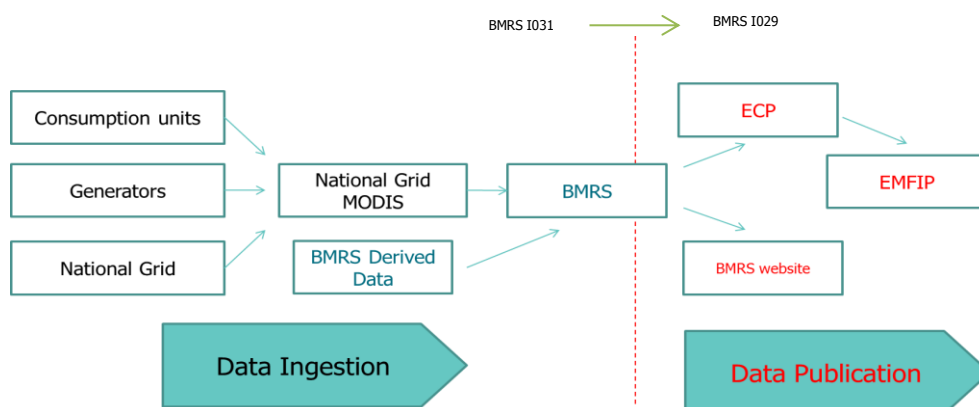 BMRS I031
BMRS I029
Consumption units
ECP
Generators
National Grid
MODIS
BMRS
EMFIP
National Grid
BMRS Derived
Data
BMRS website
Data Ingestion
Data Publication